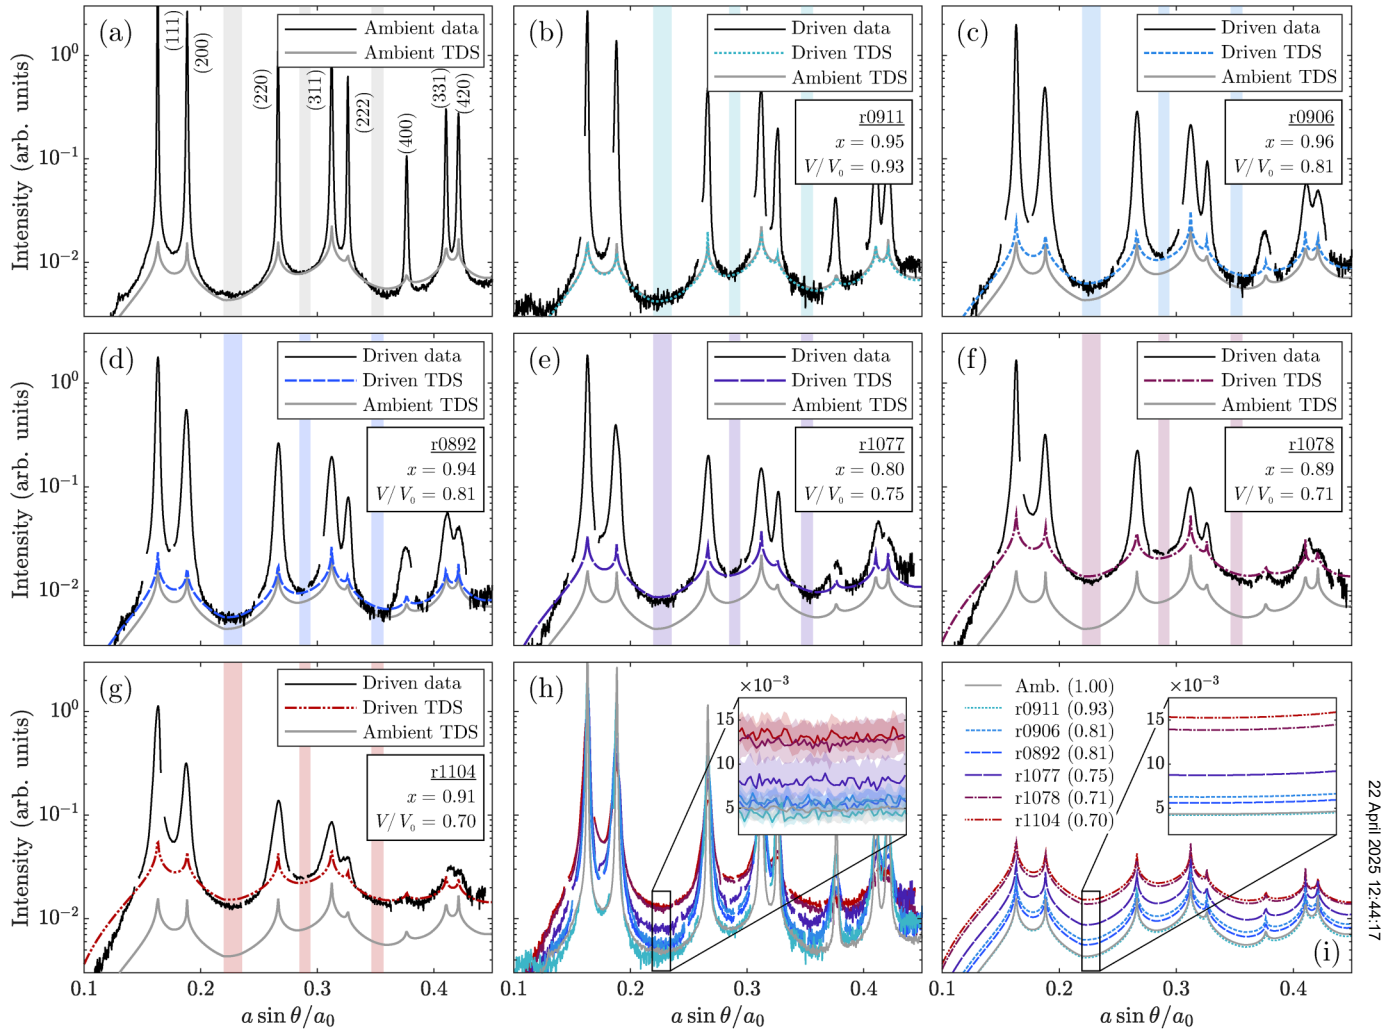 (a)
Ambient data
Ambient TDS
(111)
(200)
(220)
(311)
(222)
(400)
(331)
(420)
Intensity (arb. units)
10⁰
10⁻¹
10⁻²
(b)
Driven data
Driven TDS
Ambient TDS
r0911
x = 0.95
V/V₀ = 0.93
(c)
Driven data
Driven TDS
Ambient TDS
r0906
x = 0.96
V/V₀ = 0.81
(d)
Driven data
Driven TDS
Ambient TDS
r0892
x = 0.94
V/V₀ = 0.81
Intensity (arb. units)
10⁰
10⁻¹
10⁻²
(e)
Driven data
Driven TDS
Ambient TDS
r1077
x = 0.80
V/V₀ = 0.75
(f)
Driven data
Driven TDS
Ambient TDS
r1078
x = 0.89
V/V₀ = 0.71
(g)
Driven data
Driven TDS
Ambient TDS
r1104
x = 0.91
V/V₀ = 0.70
Intensity (arb. units)
10⁰
10⁻¹
10⁻²
0.1 0.2 0.3 0.4
a sin θ/a₀
(h)
×10⁻³
15
10
5
0.1 0.2 0.3 0.4
a sin θ/a₀
Amb. (1.00)
r0911 (0.93)
r0906 (0.81)
r0892 (0.81)
r1077 (0.75)
r1078 (0.71)
r1104 (0.70)
×10⁻³
15
10
5
(i)
0.1 0.2 0.3 0.4
a sin θ/a₀
22 April 2025 12:44:17